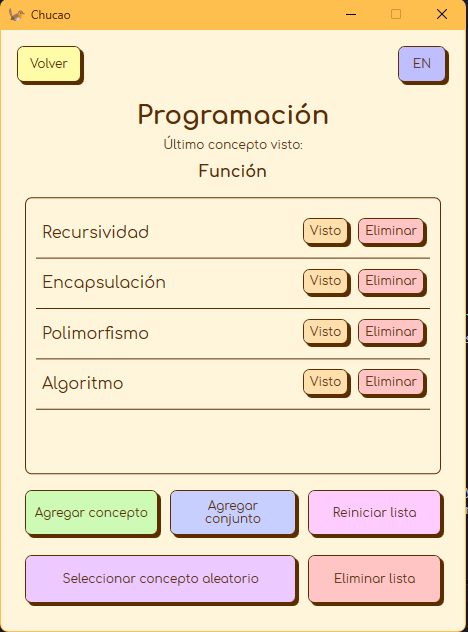 Chucao
Volver
EN
Programación
Último concepto visto:
Función
Recursividad Visto Eliminar
Encapsulación Visto Eliminar
Polimorfismo Visto Eliminar
Algoritmo Visto Eliminar
Agregar concepto
Agregar
conjunto
Reiniciar lista
Seleccionar concepto aleatorio
Eliminar lista